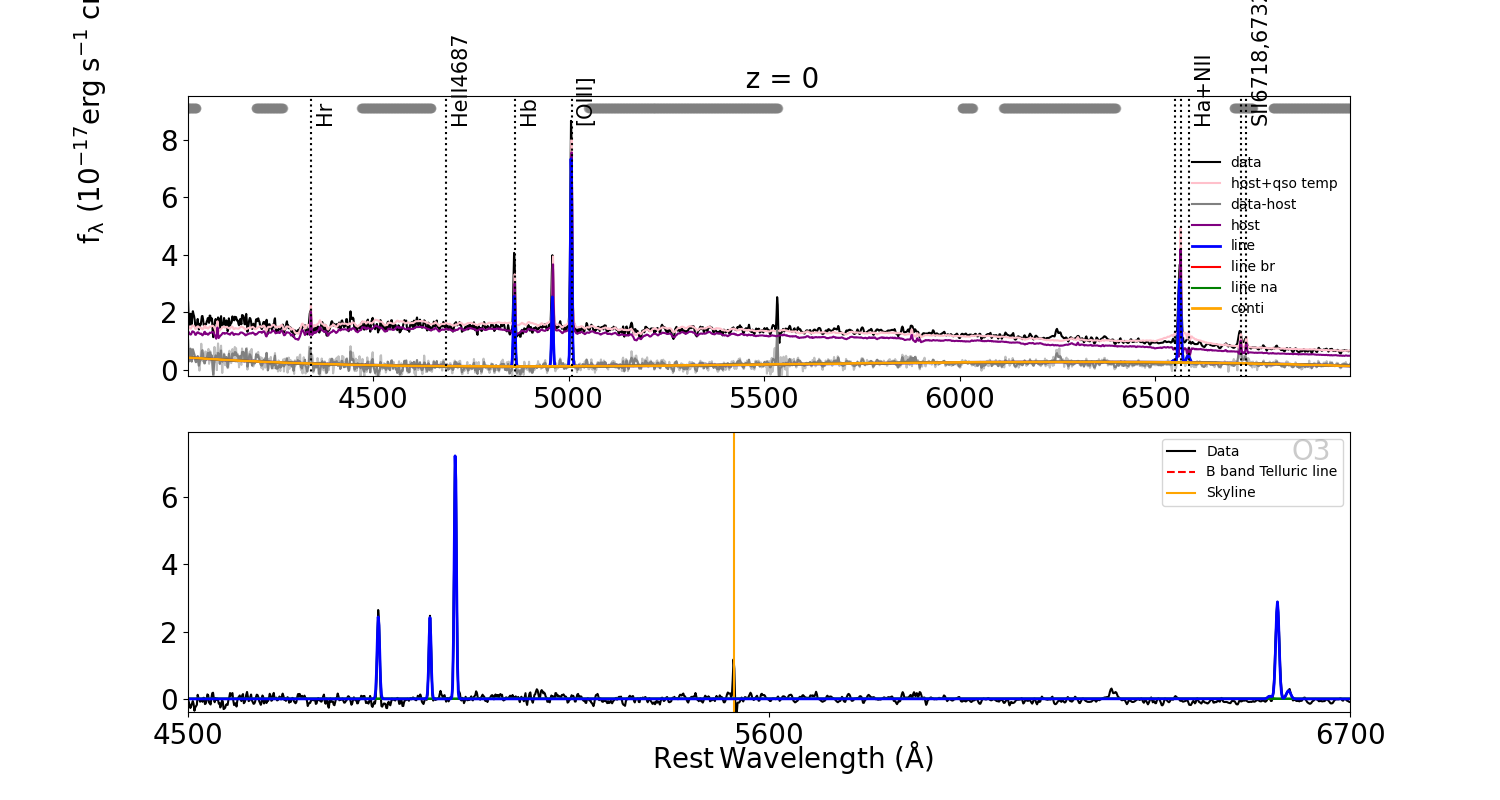 z = 0
f_λ (10⁻¹⁷erg s⁻¹ c
Hr
HeII4687
Hb
[OIII]
Ha+NII
SII6718,673
8
6
4
2
0
data
host+qso temp
data-host
host
line
line br
line na
conti
4500
5000
5500
6000
6500
O3
Data
B band Telluric line
Skyline
6
4
2
0
4500
5600
6700
Rest Wavelength (Å)